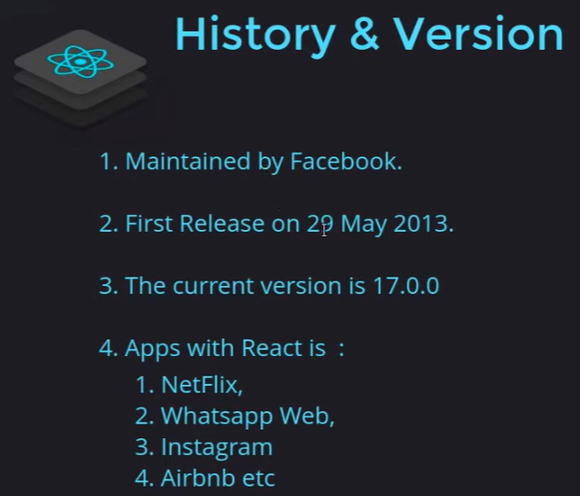 History & Version
1. Maintained by Facebook.
2. First Release on 29 May 2013.
3. The current version is 17.0.0
4. Apps with React is :
1. NetFlix,
2. Whatsapp Web,
3. Instagram
4. Airbnb etc